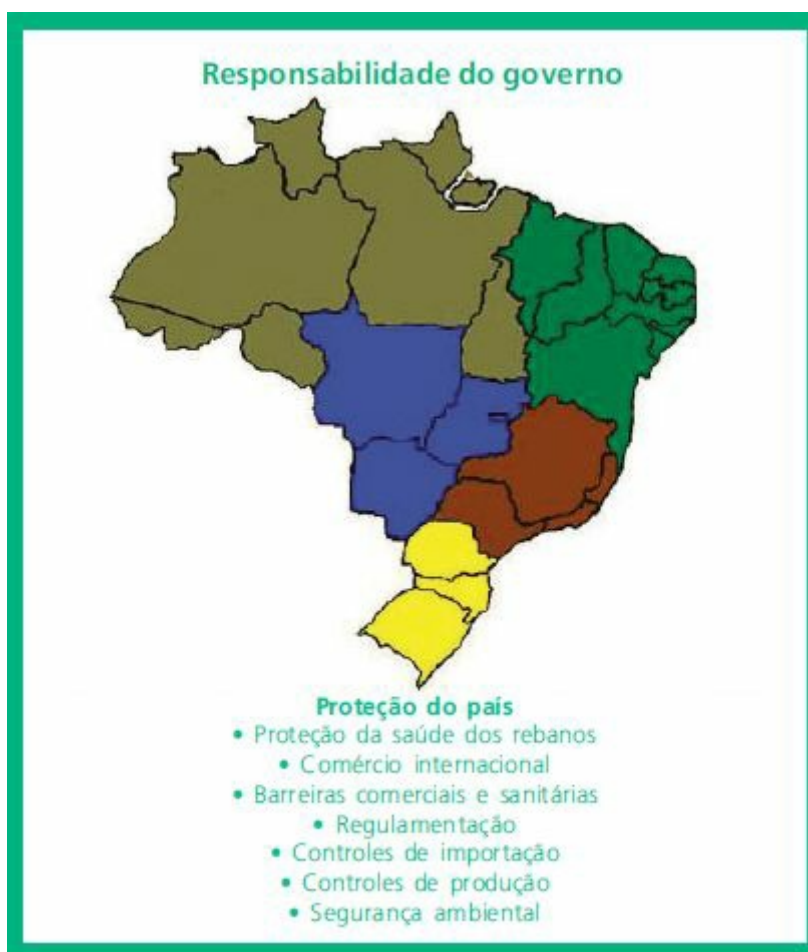 Responsabilidade do governo
Proteção do país
• Proteção da saúde dos rebanos
• Comércio internacional
• Barreiras comerciais e sanitárias
• Regulamentação
• Controles de importação
• Controles de produção
• Segurança ambiental